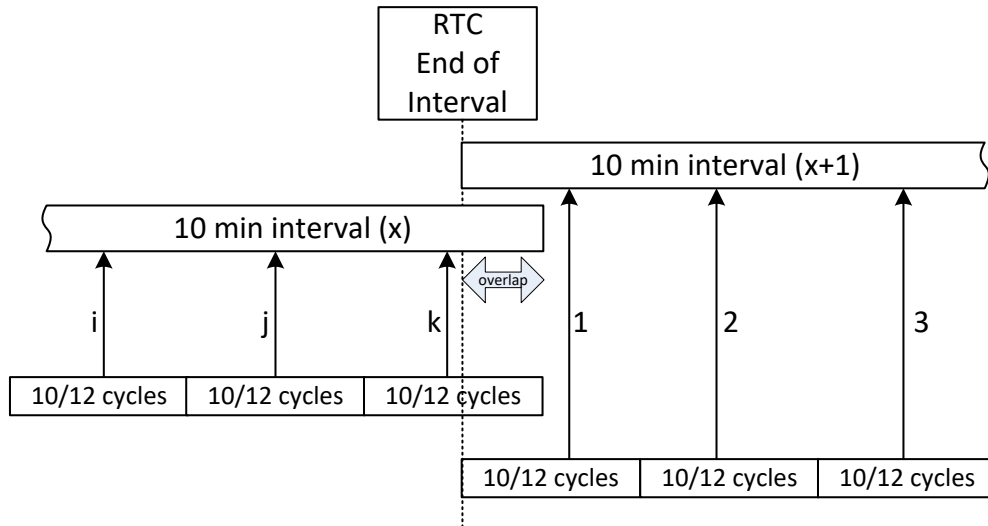 RTC
End of
Interval
10 min interval (x+1)
10 min interval (x)
overlap
i
j
k
1
2
3
10/12 cycles
10/12 cycles
10/12 cycles
10/12 cycles
10/12 cycles
10/12 cycles